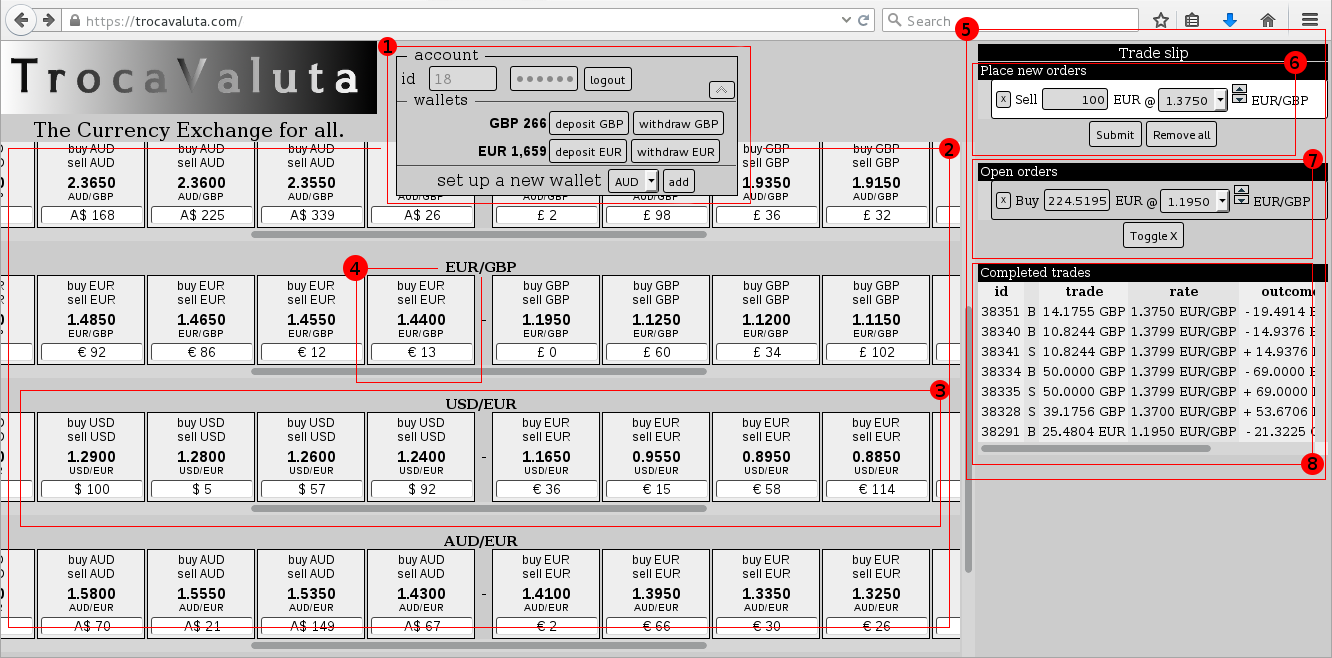 https://trocavaluta.com/
Search
TrocaValuta
The Currency Exchange for all.
1
account
id 18 ●●●●●● logout
wallets
GBP 266 deposit GBP withdraw GBP
EUR 1,659 deposit EUR withdraw EUR
set up a new wallet AUD add
2
buy AUD buy AUD buy AUD buy GBP buy GBP
sell AUD sell AUD sell AUD sell GBP sell GBP
2.3650 2.3600 2.3550 1.9350 1.9150
AUD/GBP AUD/GBP AUD/GBP AUD/GBP AUD/GBP AUD/GBP AUD/GBP AUD/GBP
A$ 168 A$ 225 A$ 339 A$ 26 £ 2 £ 98 £ 36 £ 32
4
EUR/GBP
buy EUR buy EUR buy EUR buy EUR buy GBP buy GBP buy GBP buy GBP
sell EUR sell EUR sell EUR sell EUR sell GBP sell GBP sell GBP sell GBP
1.4850 1.4650 1.4550 1.4400 - 1.1950 1.1250 1.1200 1.1150
EUR/GBP EUR/GBP EUR/GBP EUR/GBP EUR/GBP EUR/GBP EUR/GBP EUR/GBP
€ 92 € 86 € 12 € 13 £ 0 £ 60 £ 34 £ 102
3
USD/EUR
buy USD buy USD buy USD buy USD buy EUR buy EUR buy EUR buy EUR
sell USD sell USD sell USD sell USD sell EUR sell EUR sell EUR sell EUR
1.2900 1.2800 1.2600 1.2400 - 1.1650 0.9550 0.8950 0.8850
USD/EUR USD/EUR USD/EUR USD/EUR USD/EUR USD/EUR USD/EUR USD/EUR
$ 100 $ 5 $ 57 $ 92 € 36 € 15 € 58 € 114
AUD/EUR
buy AUD buy AUD buy AUD buy AUD buy EUR buy EUR buy EUR buy EUR
sell AUD sell AUD sell AUD sell AUD sell EUR sell EUR sell EUR sell EUR
1.5800 1.5550 1.5350 1.4300 - 1.4100 1.3950 1.3350 1.3250
AUD/EUR AUD/EUR AUD/EUR AUD/EUR AUD/EUR AUD/EUR AUD/EUR AUD/EUR
A$ 70 A$ 21 A$ 149 A$ 67 € 2 € 66 € 30 € 26
5
Trade slip
6
Place new orders
X Sell 100 EUR @ 1.3750 EUR/GBP
Submit Remove all
7
Open orders
X Buy 224.5195 EUR @ 1.1950 EUR/GBP
Toggle X
Completed trades
id trade rate outcome
38351 B 14.1755 GBP 1.3750 EUR/GBP - 19.4914
38340 B 10.8244 GBP 1.3799 EUR/GBP - 14.9376
38341 S 10.8244 GBP 1.3799 EUR/GBP + 14.9376
38334 B 50.0000 GBP 1.3799 EUR/GBP - 69.0000
38335 S 50.0000 GBP 1.3799 EUR/GBP + 69.0000
38328 S 39.1756 GBP 1.3700 EUR/GBP + 53.6706
38291 B 25.4804 EUR 1.1950 EUR/GBP - 21.3225
8